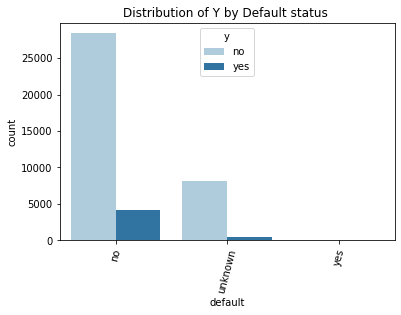 Distribution of Y by Default status
y
no
yes
25000
20000
15000
10000
5000
0
count
no
unknown
yes
default